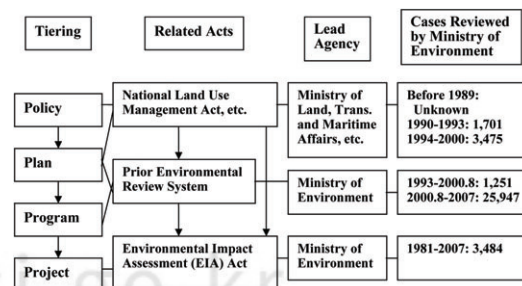 Tiering
Related Acts
Lead
Agency
Cases Reviewed
by Ministry of
Environment
Policy
National Land Use
Management Act, etc.
Ministry of
Land, Trans.
and Maritime
Affairs, etc.
Before 1989:
Unknown
1990-1993: 1,701
1994-2000: 3,475
Plan
Prior Environmental
Review System
Ministry of
Environment
1993-2000.8: 1,251
2000.8-2007: 25,947
Program
Project
Environmental Impact
Assessment (EIA) Act
Ministry of
Environment
1981-2007: 3,484